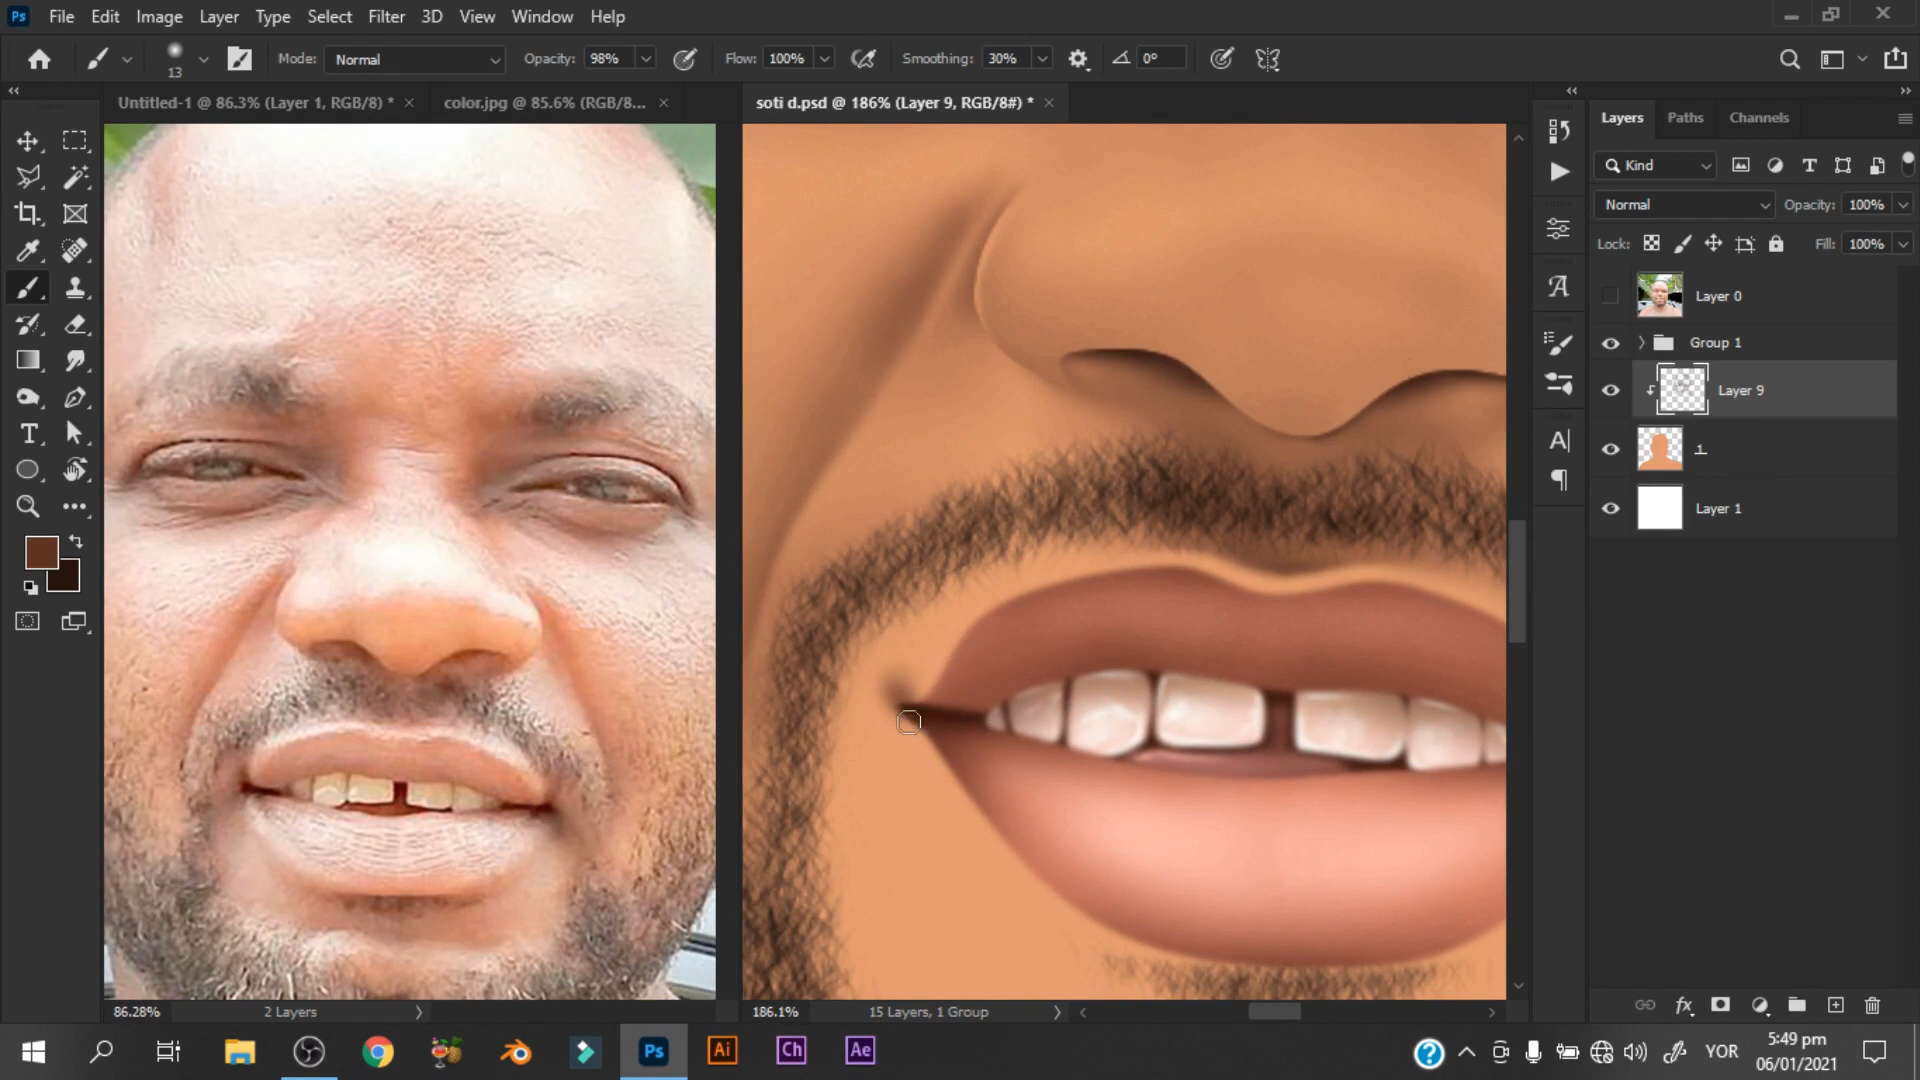 Ps File Edit Image Layer Type Select Filter 3D View Window Help
13 Mode: Normal Opacity: 98% Flow: 100% Smoothing: 30% 0°
Untitled-1 @ 86.3% (Layer 1, RGB/8) * × color.jpg @ 85.6% (RGB/8... × soti d.psd @ 186% (Layer 9, RGB/8#) * ×
Layers Paths Channels
Kind
Normal Opacity: 100%
Lock: Fill: 100%
Layer 0
Group 1
Layer 9
Layer 1
86.28% 2 Layers 186.1% 15 Layers, 1 Group
Ps Ai Ch Ae YOR 5:49 pm
06/01/2021